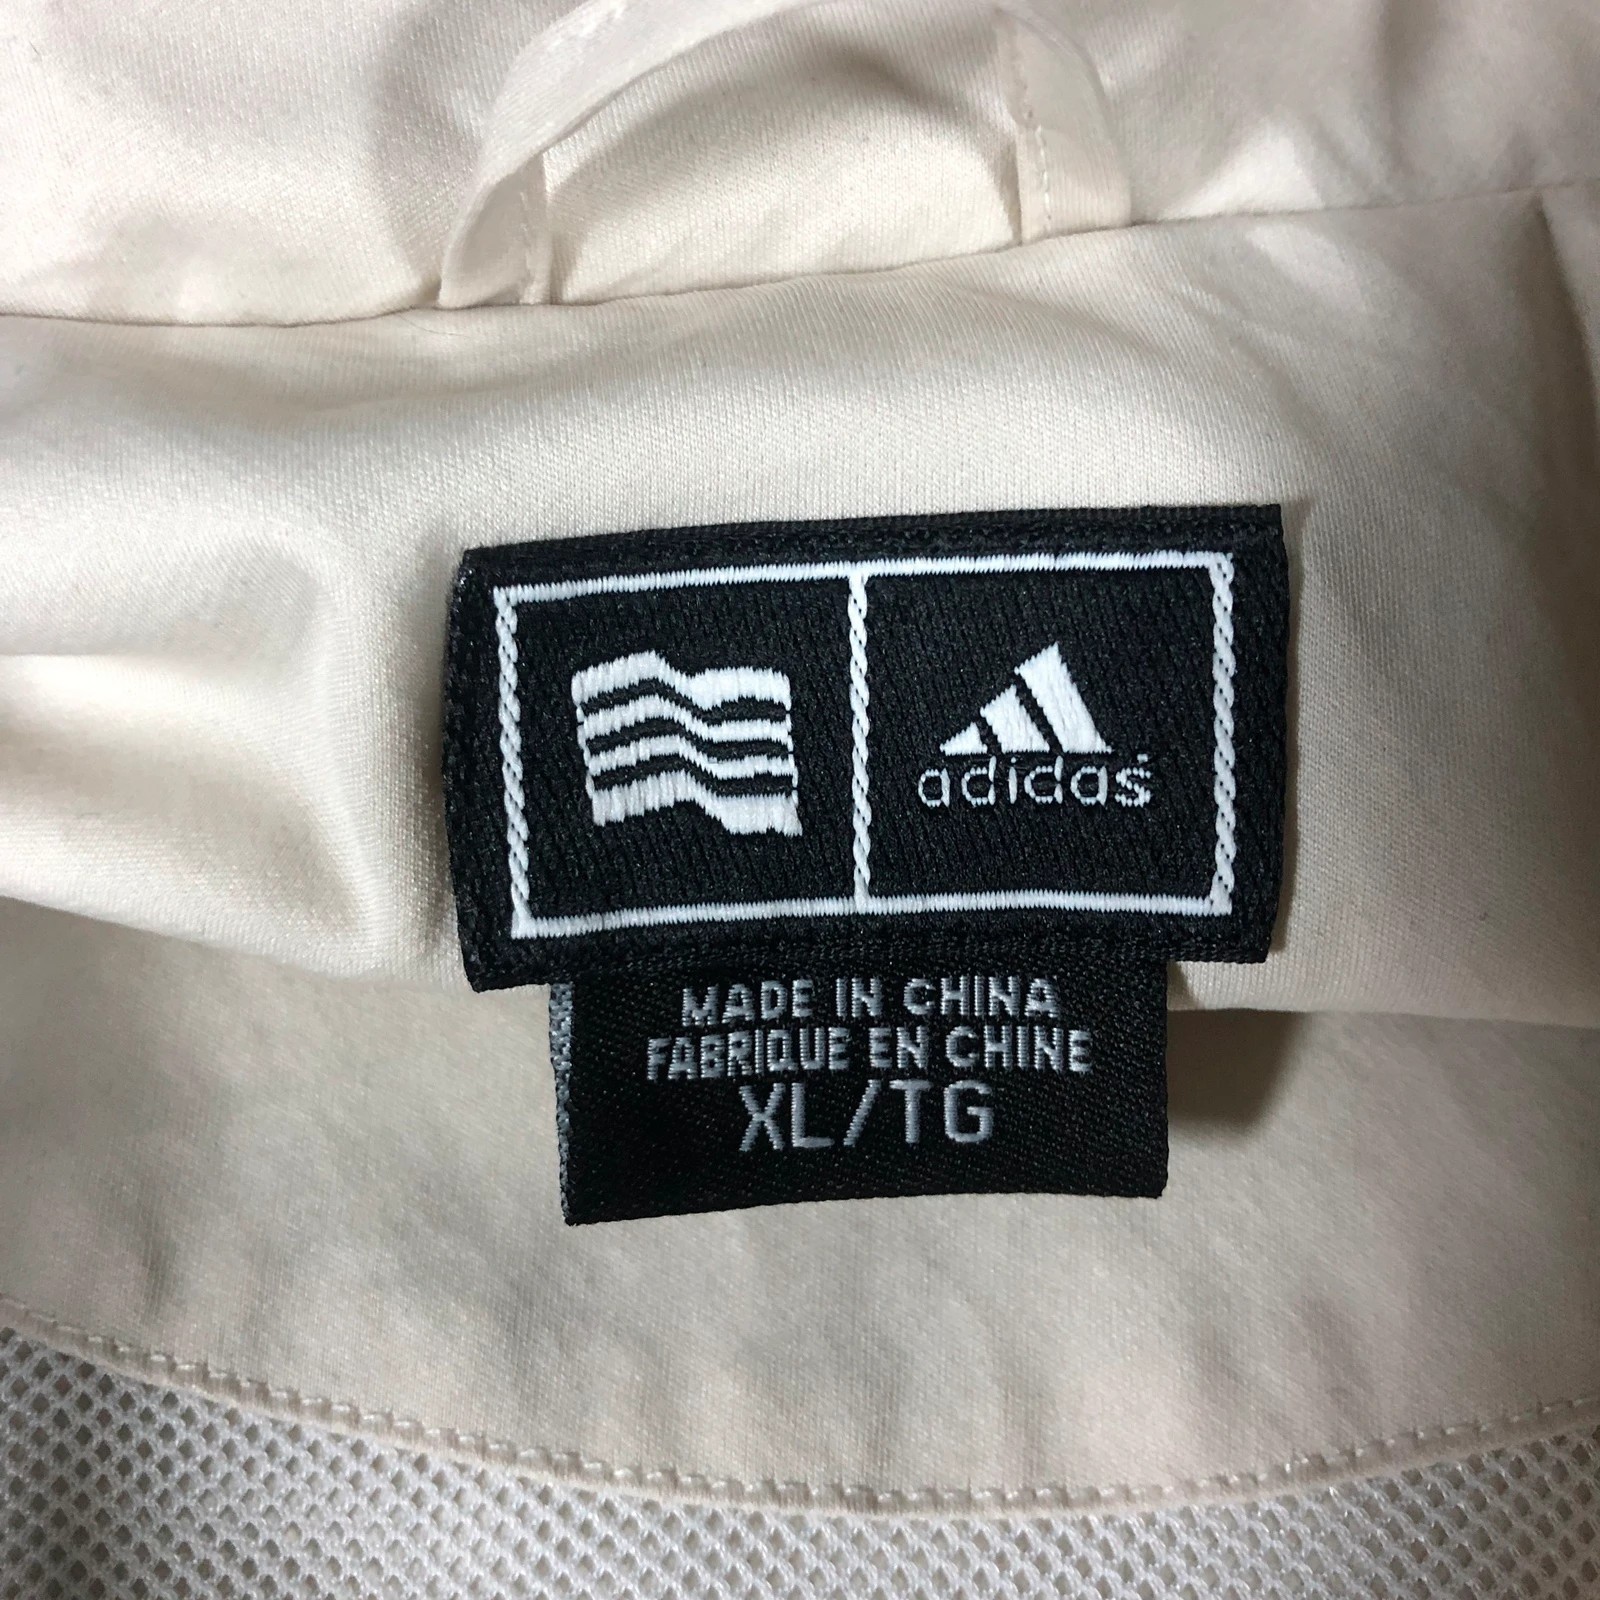 adidas
MADE IN CHINA
FABRIQUE EN CHINE
XL/TG